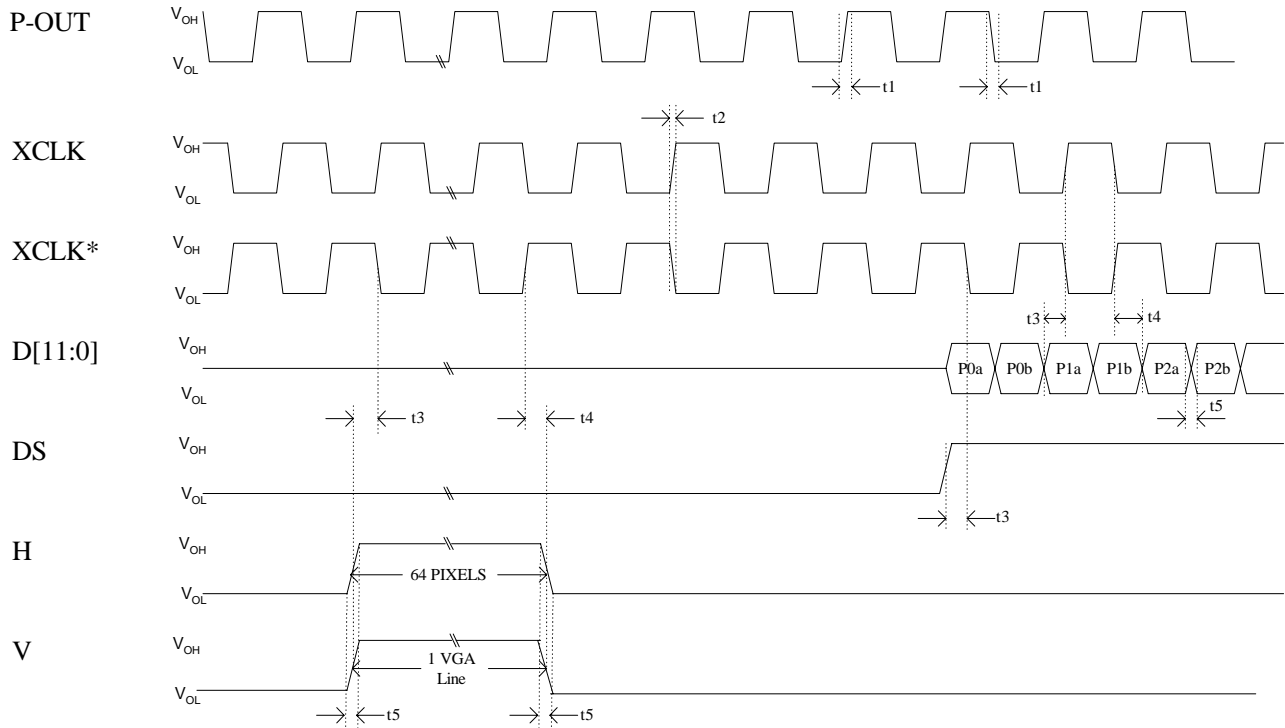 P-OUT
VOH
VOL
t1
t1
t2
XCLK
VOH
VOL
XCLK*
VOH
VOL
t3
t4
D[11:0]
VOH
VOL
P0a
P0b
P1a
P1b
P2a
P2b
t3
t4
t5
DS
VOH
VOL
t3
H
VOH
VOL
64 PIXELS
V
VOH
VOL
1 VGA
Line
t5
t5